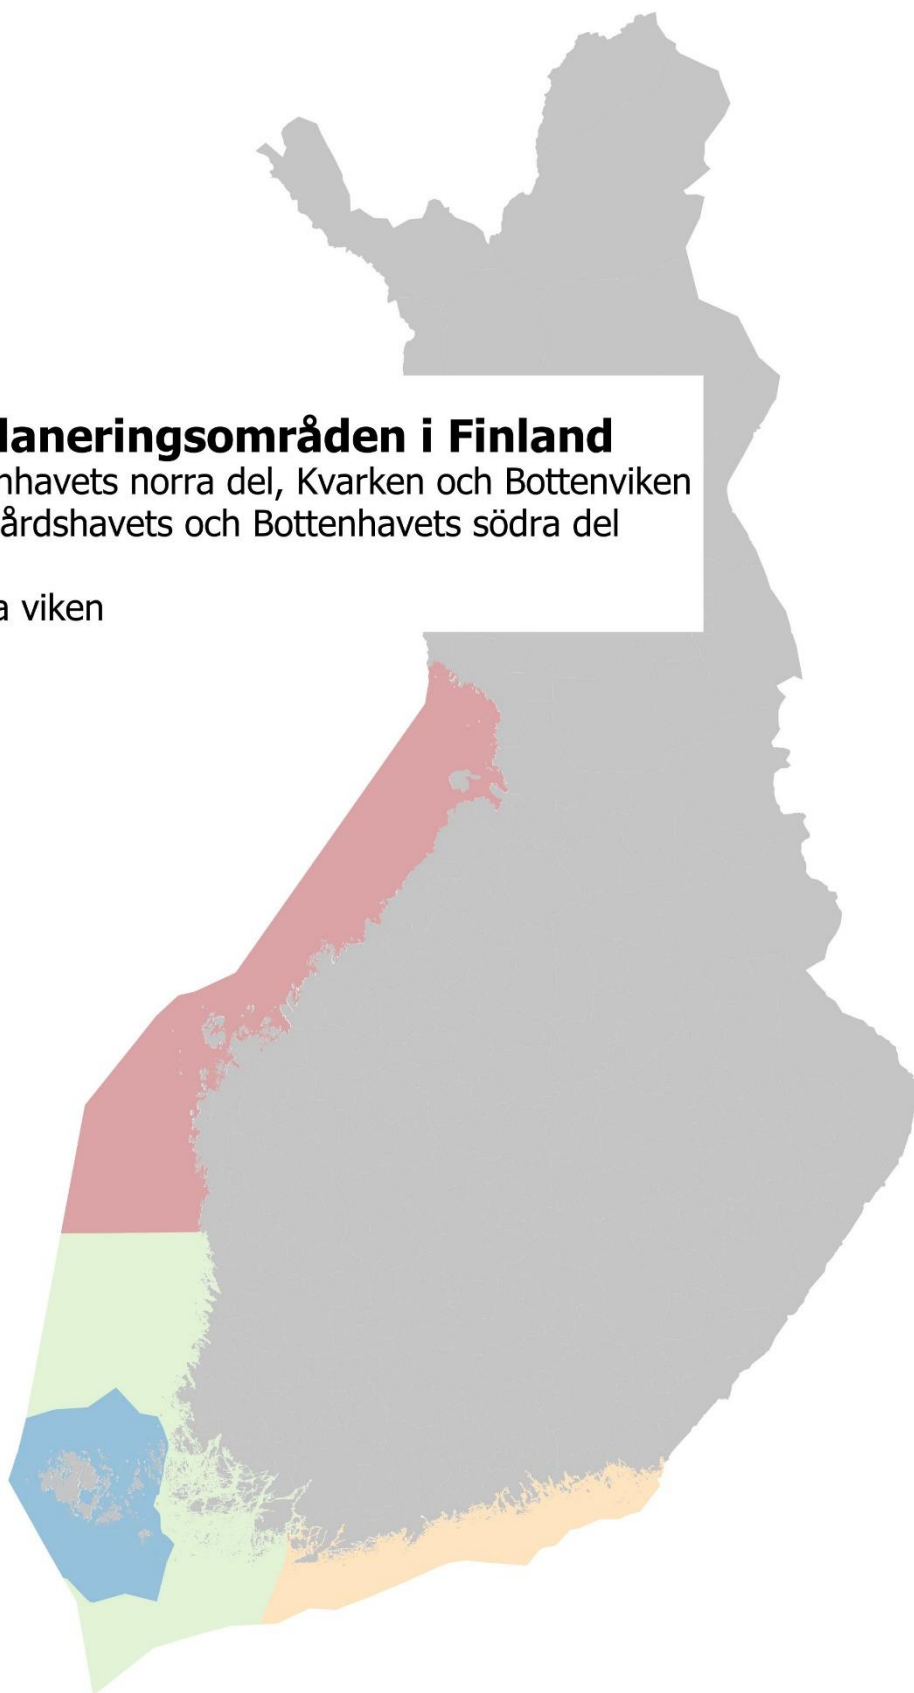 laneringsområden i Finland
nhavets norra del, Kvarken och Bottenviken
årdshavets och Bottenhavets södra del
a viken